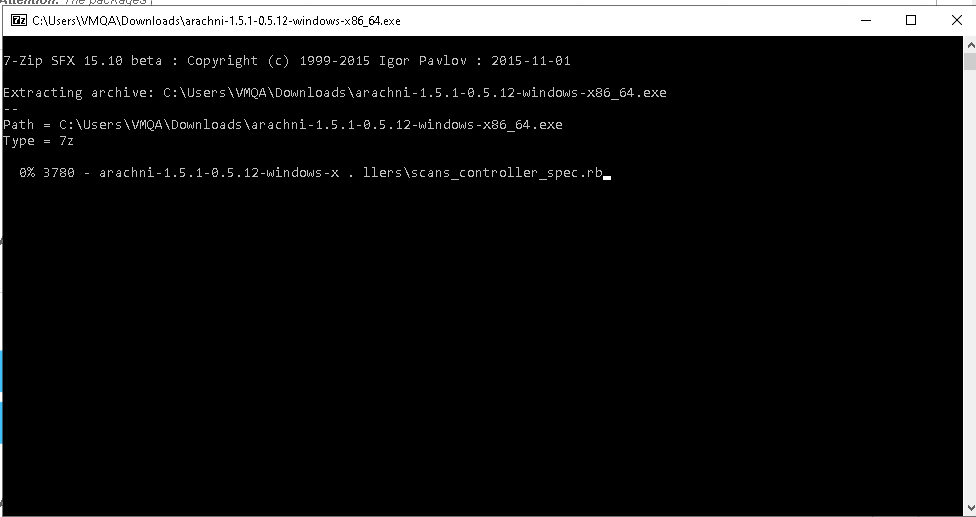 Attention: The packages
7z C:\Users\VMQA\Downloads\arachni-1.5.1-0.5.12-windows-x86_64.exe
7-Zip SFX 15.10 beta : Copyright (c) 1999-2015 Igor Pavlov : 2015-11-01
Extracting archive: C:\Users\VMQA\Downloads\arachni-1.5.1-0.5.12-windows-x86_64.exe
--
Path = C:\Users\VMQA\Downloads\arachni-1.5.1-0.5.12-windows-x86_64.exe
Type = 7z
0% 3780 - arachni-1.5.1-0.5.12-windows-x . llers\scans_controller_spec.rb